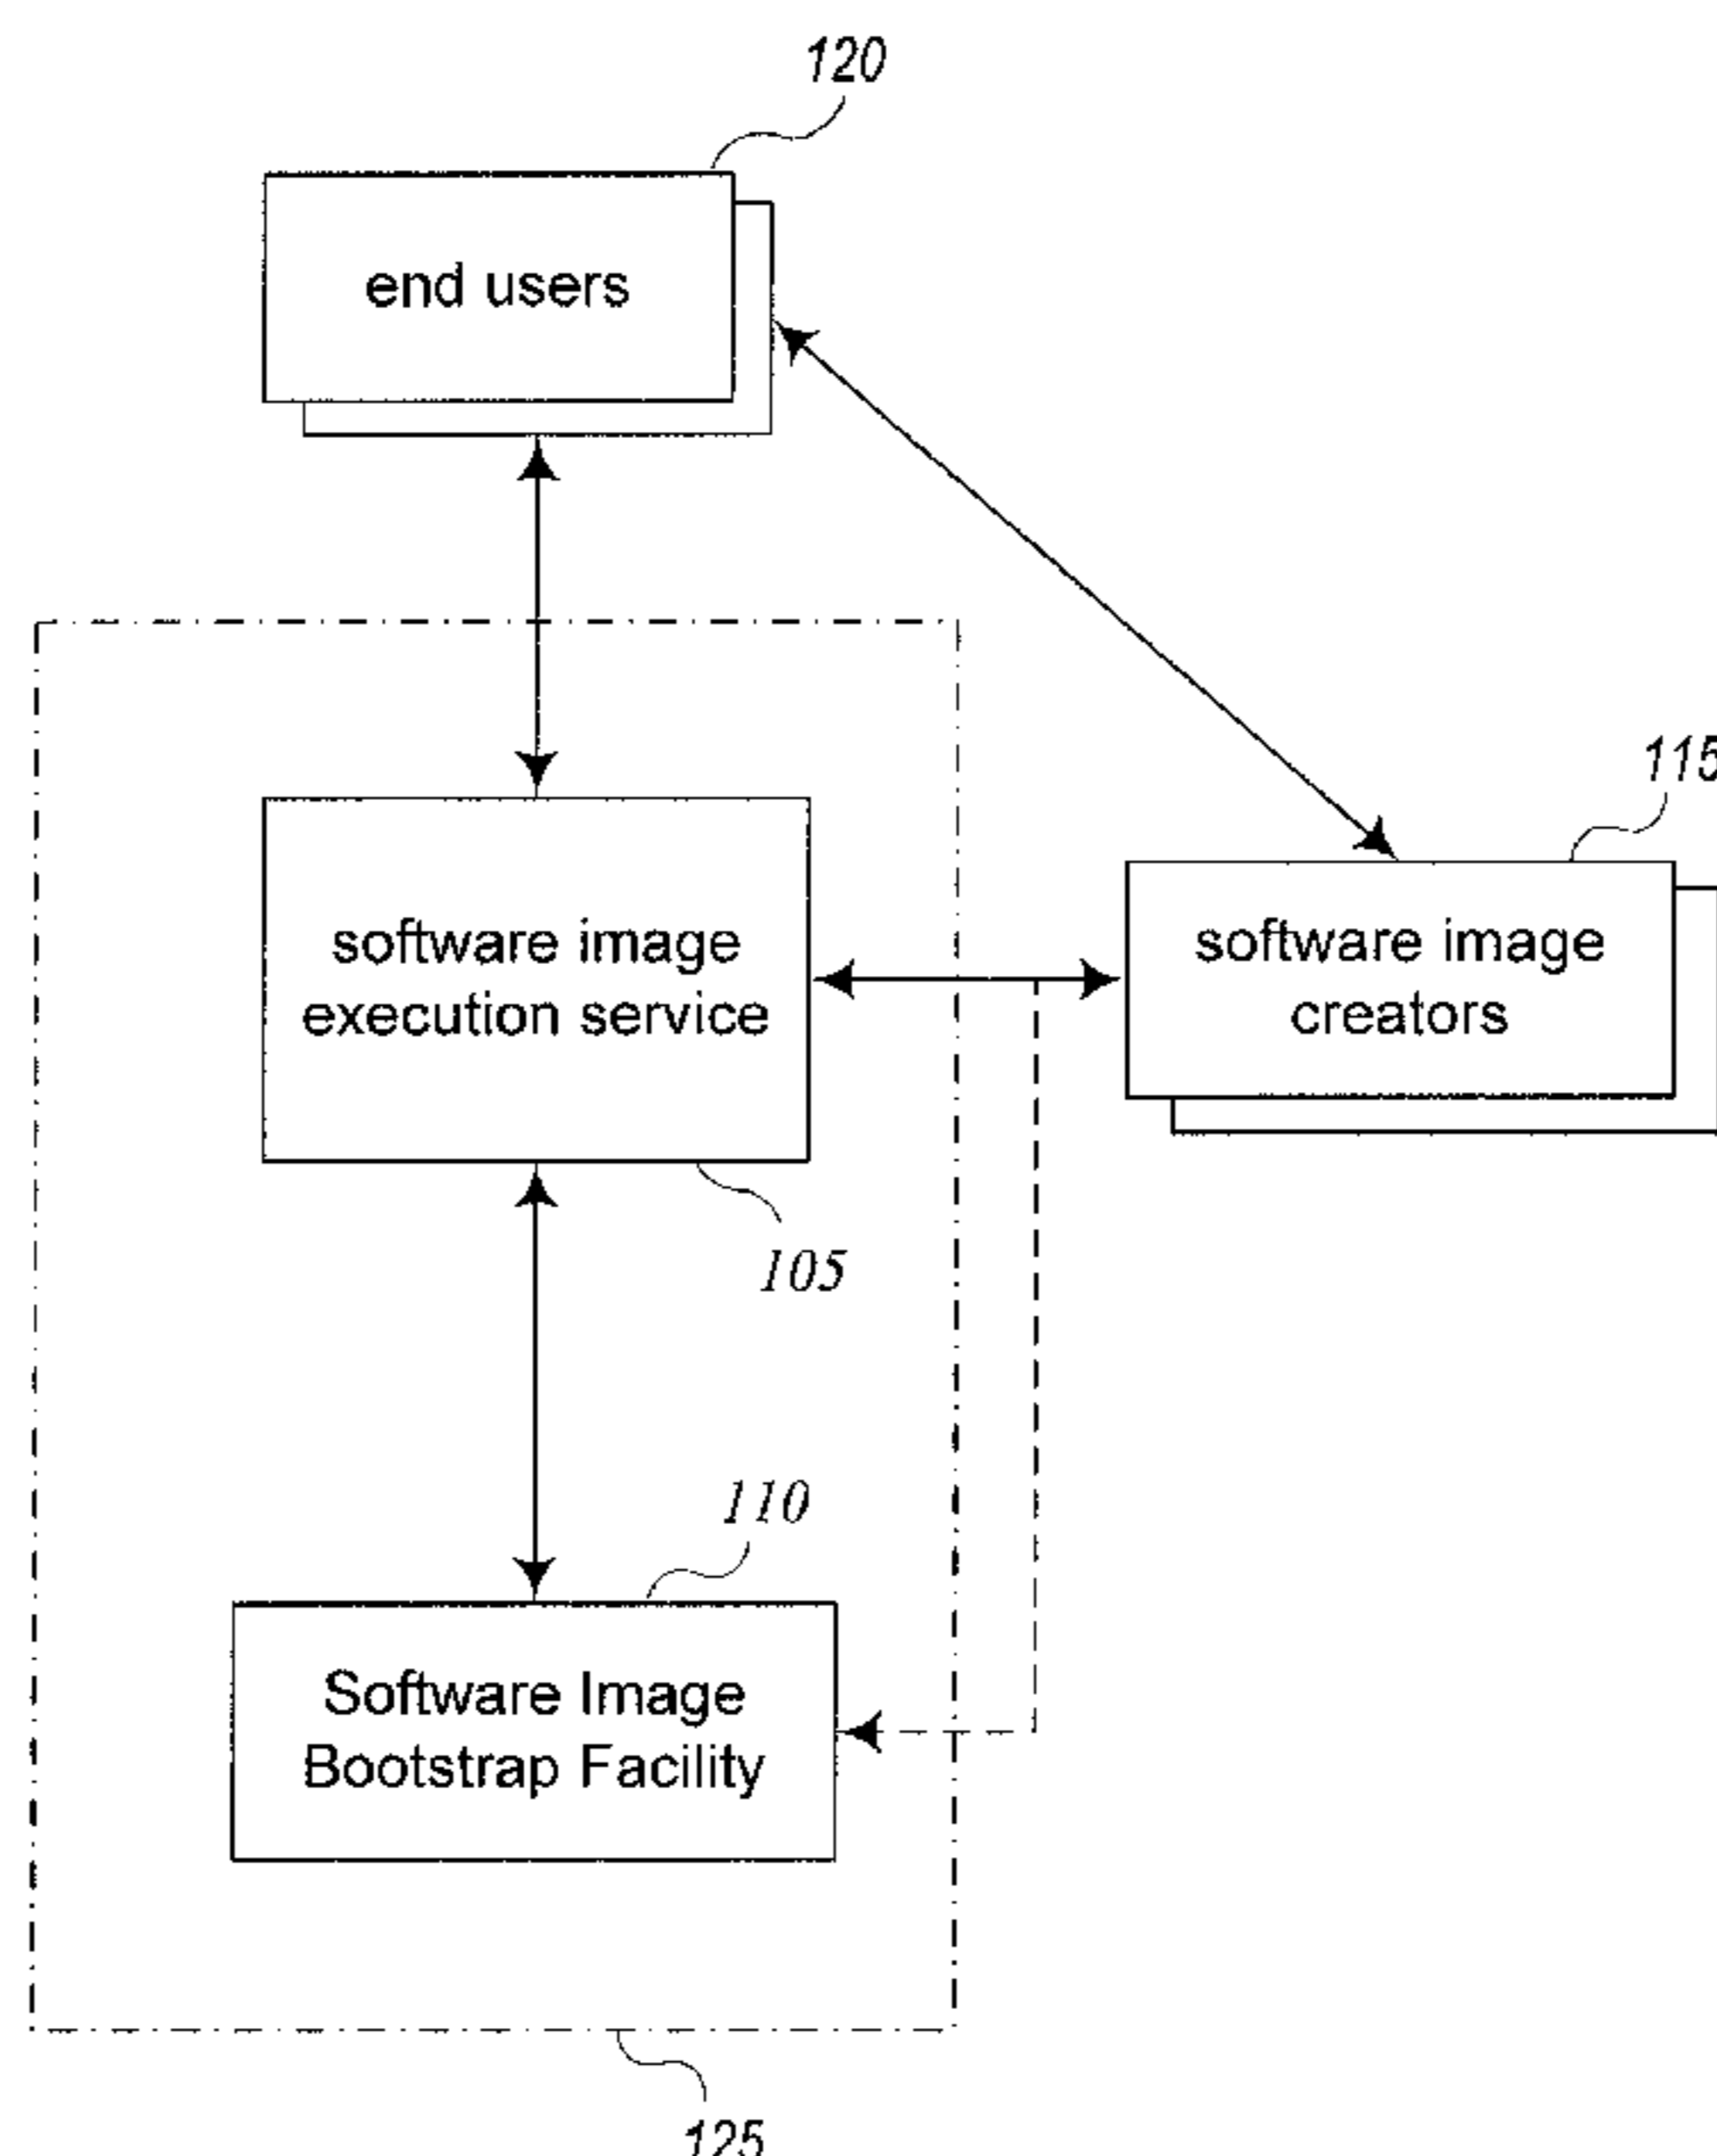 120
end users
115
software image
execution service
software image
creators
105
110
Software Image
Bootstrap Facility
125